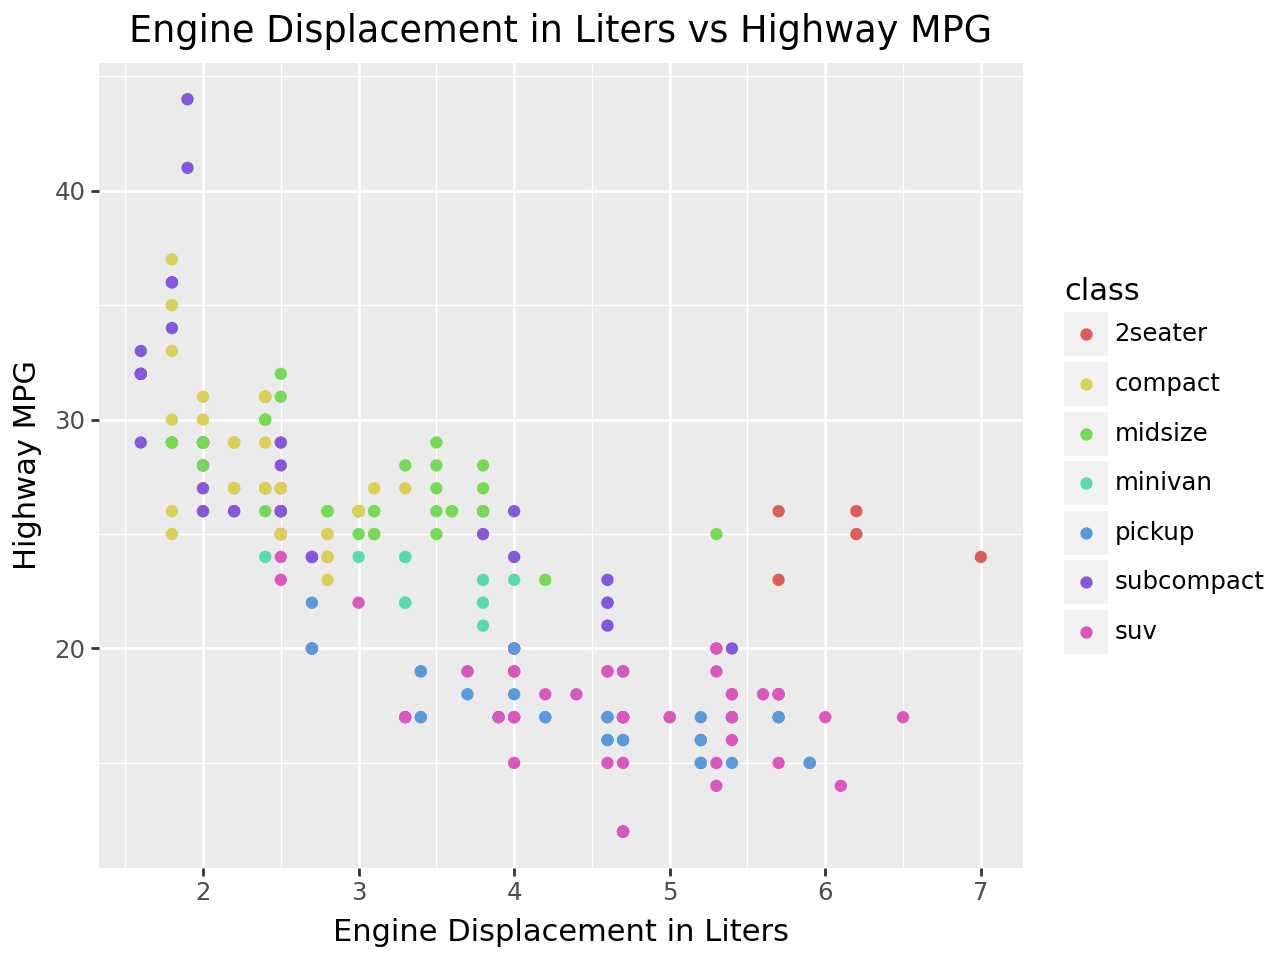 Engine Displacement in Liters vs Highway MPG
Highway MPG
40
30
20
2 3 4 5 6 7
Engine Displacement in Liters
class
2seater
compact
midsize
minivan
pickup
subcompact
suv